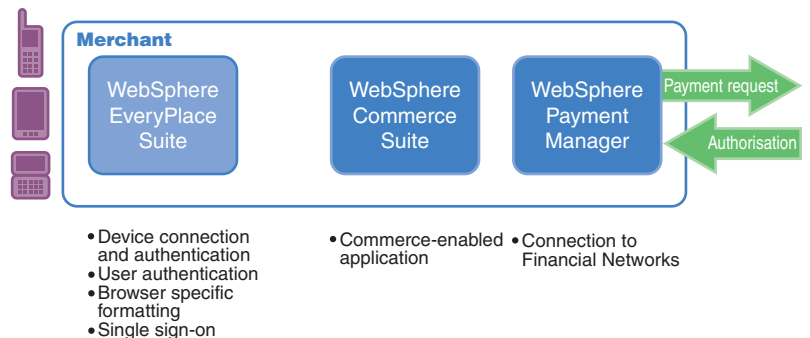 Merchant
WebSphere
EveryPlace
Suite
WebSphere
Commerce
Suite
WebSphere
Payment
Manager
Payment request
Authorisation
• Device connection
and authentication
• User authentication
• Browser specific
formatting
• Single sign-on
• Commerce-enabled
application
• Connection to
Financial Networks